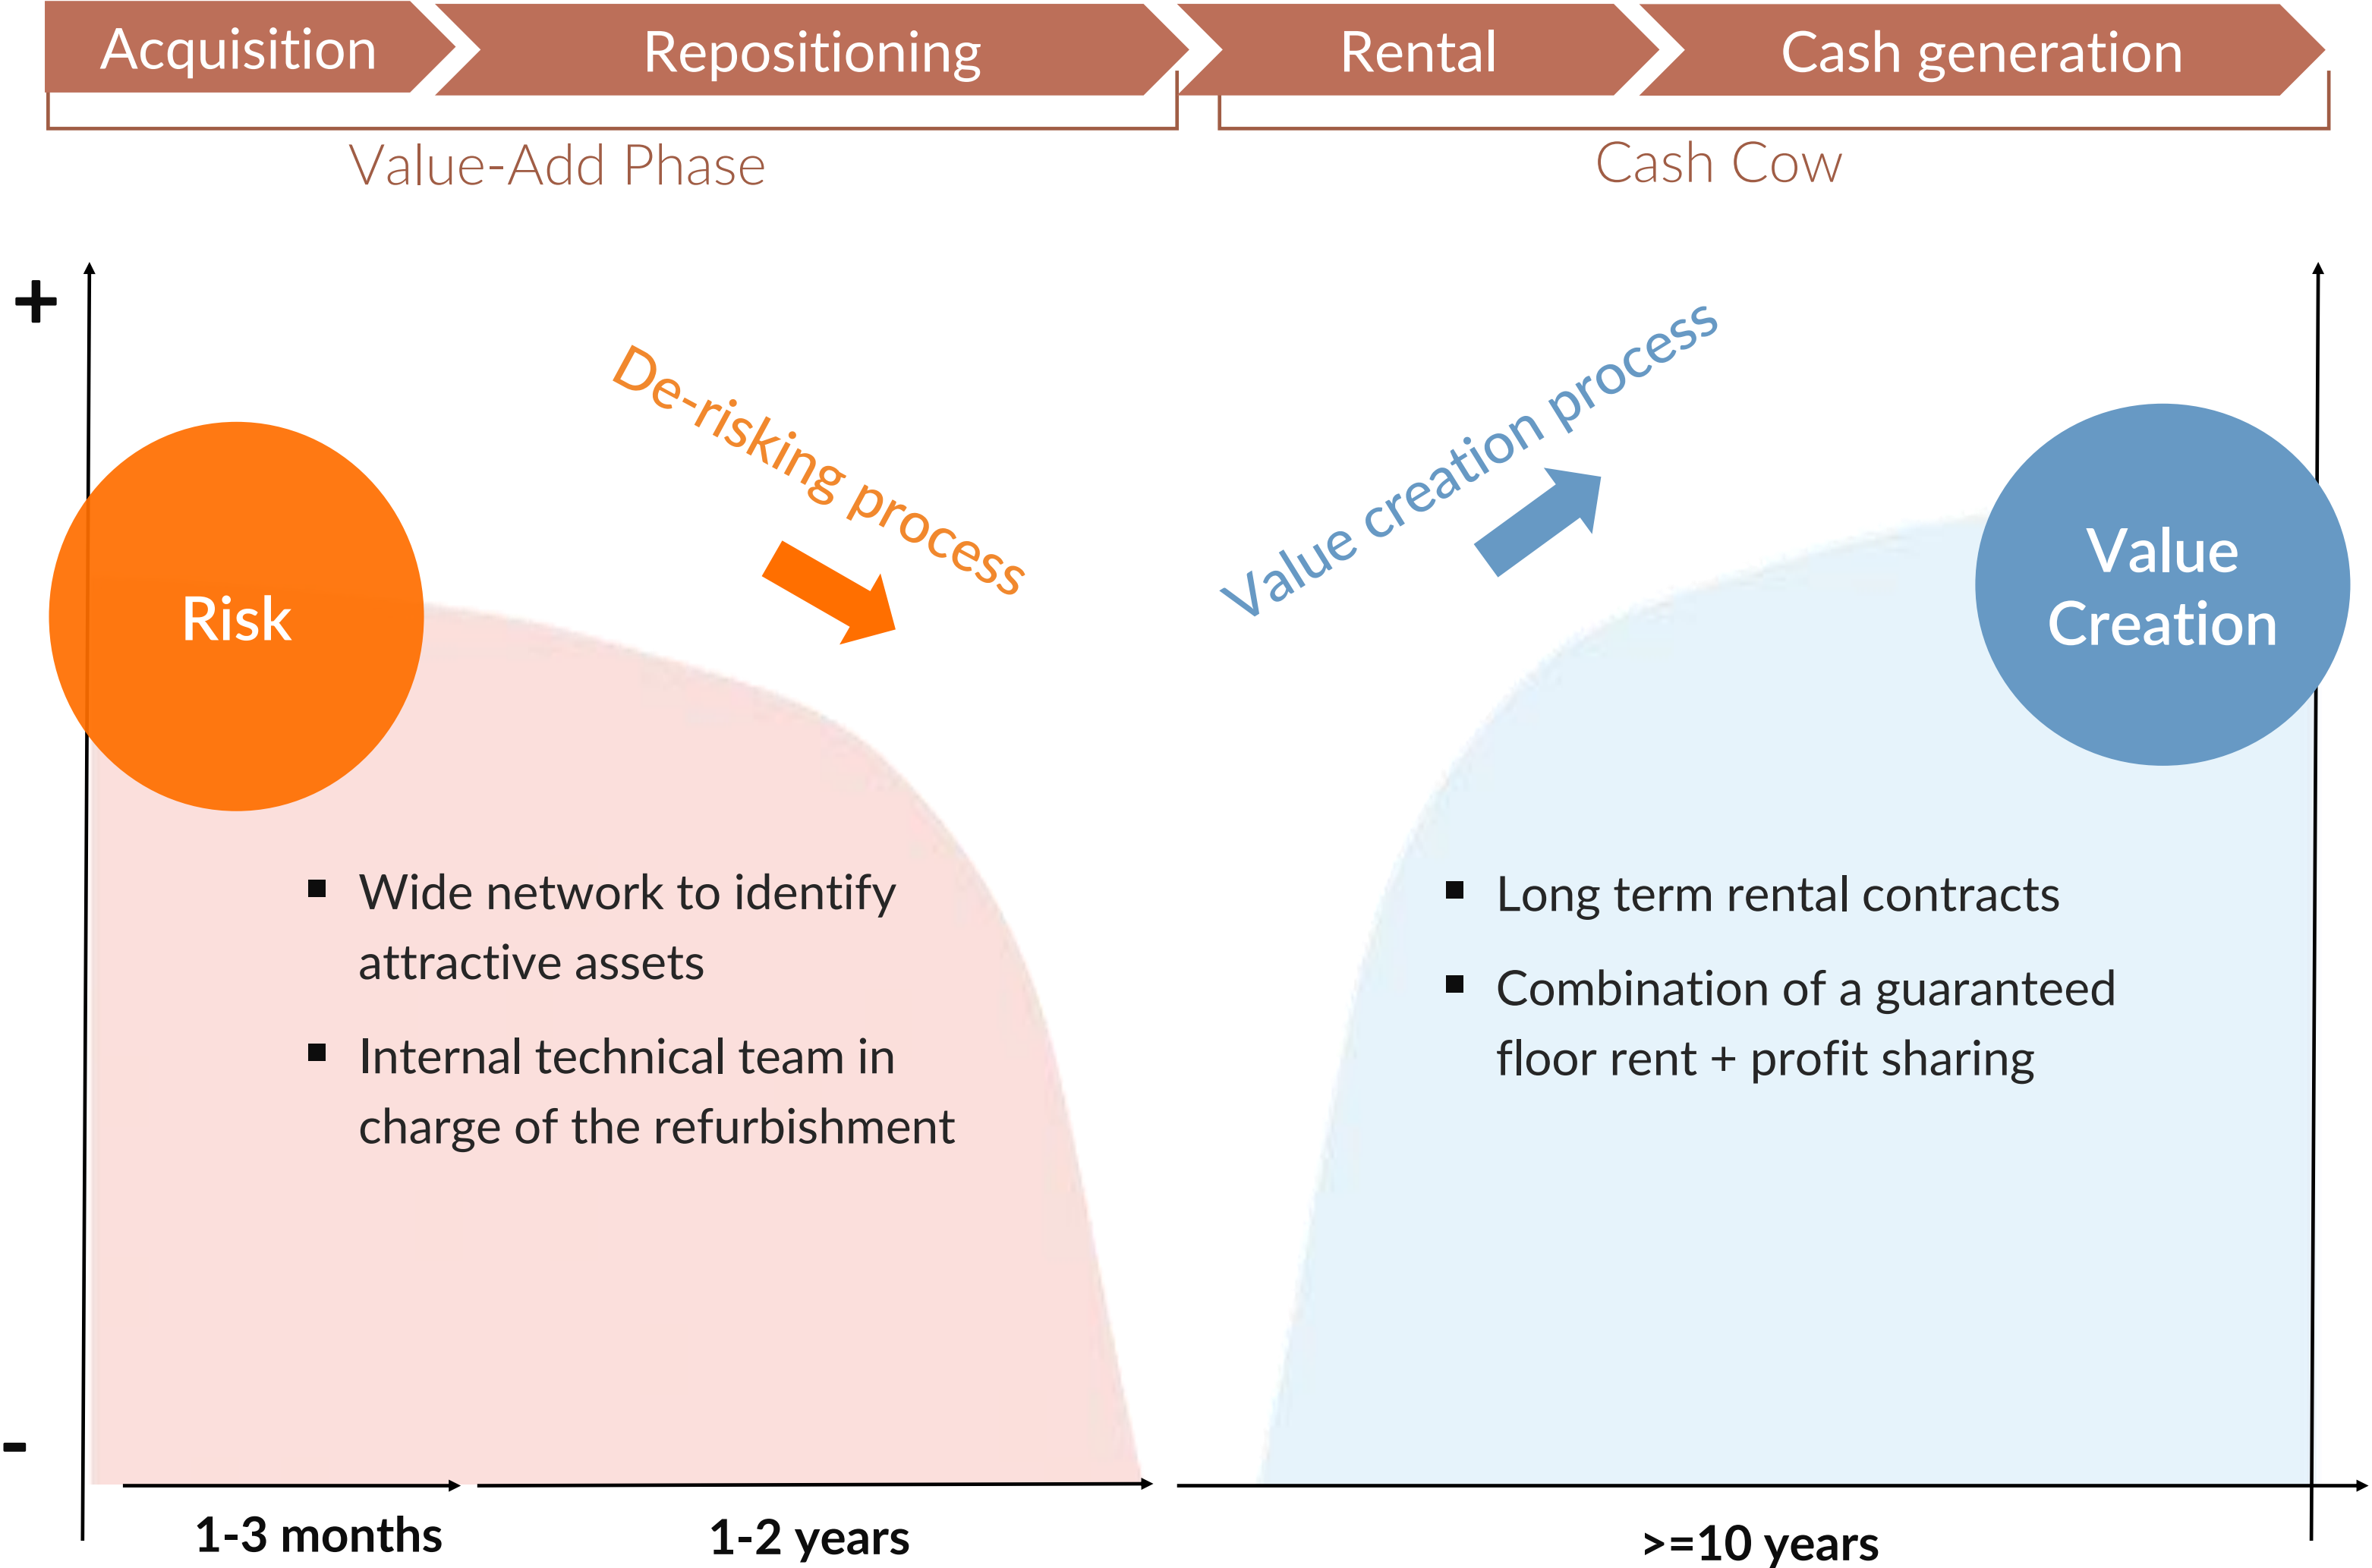 Acquisition
Repositioning
Rental
Cash generation
Value-Add Phase
Cash Cow
+
De-risking process
Value creation process
Risk
Value
Creation
▪ Wide network to identify
attractive assets
▪ Internal technical team in
charge of the refurbishment
▪ Long term rental contracts
▪ Combination of a guaranteed
floor rent + profit sharing
-
1-3 months
1-2 years
>=10 years